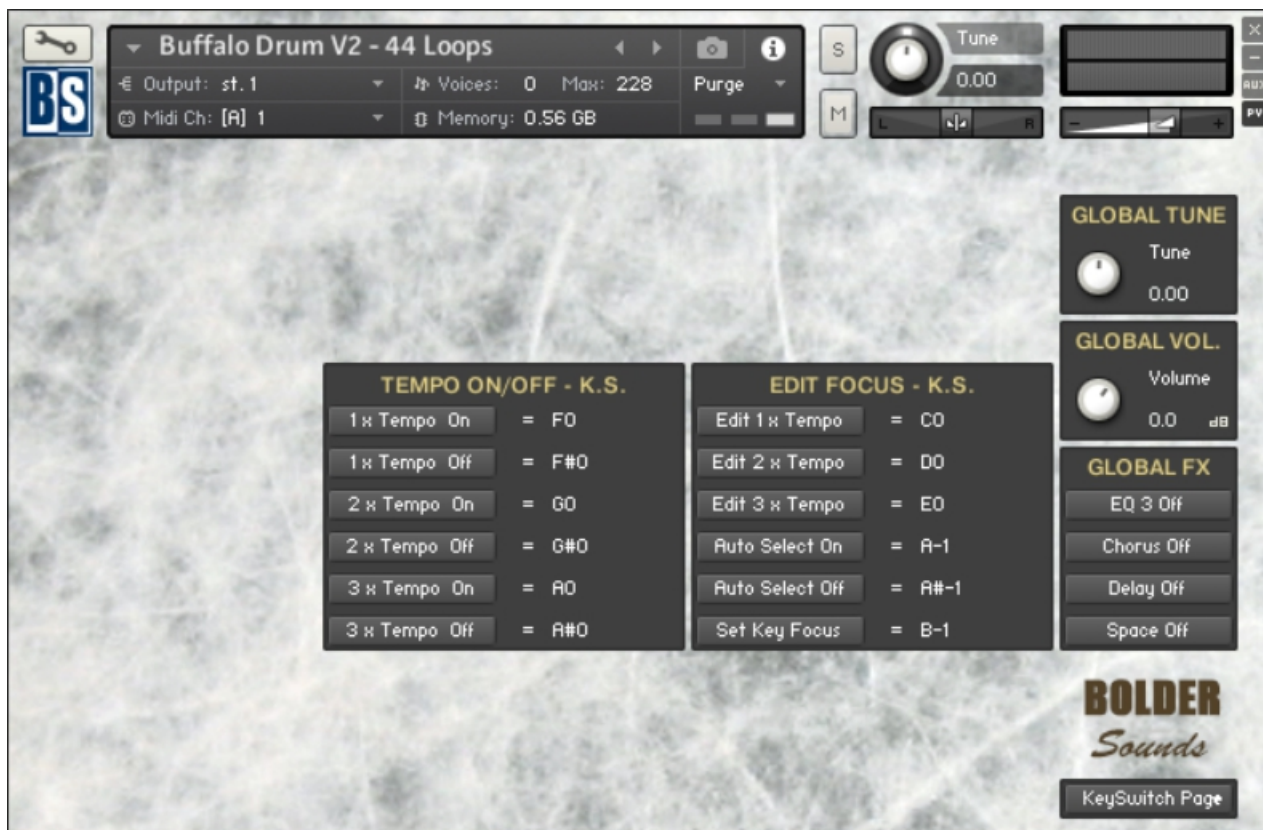 Buffalo Drum V2 - 44 Loops
Output: st. 1
Voices: 0 Max: 228
Purge
Midi Ch: [A] 1
Memory: 0.56 GB
BS
S
M
Tune
0.00
L
R
-
+
X
-
AUX
PV
GLOBAL TUNE
Tune
0.00
GLOBAL VOL.
Volume
0.0 dB
TEMPO ON/OFF - K.S.
1 x Tempo On = F0
1 x Tempo Off = F#0
2 x Tempo On = G0
2 x Tempo Off = G#0
3 x Tempo On = A0
3 x Tempo Off = A#0
EDIT FOCUS - K.S.
Edit 1 x Tempo = C0
Edit 2 x Tempo = D0
Edit 3 x Tempo = E0
Auto Select On = A-1
Auto Select Off = A#-1
Set Key Focus = B-1
GLOBAL FX
EQ 3 Off
Chorus Off
Delay Off
Space Off
BOLDER
Sounds
KeySwitch Page